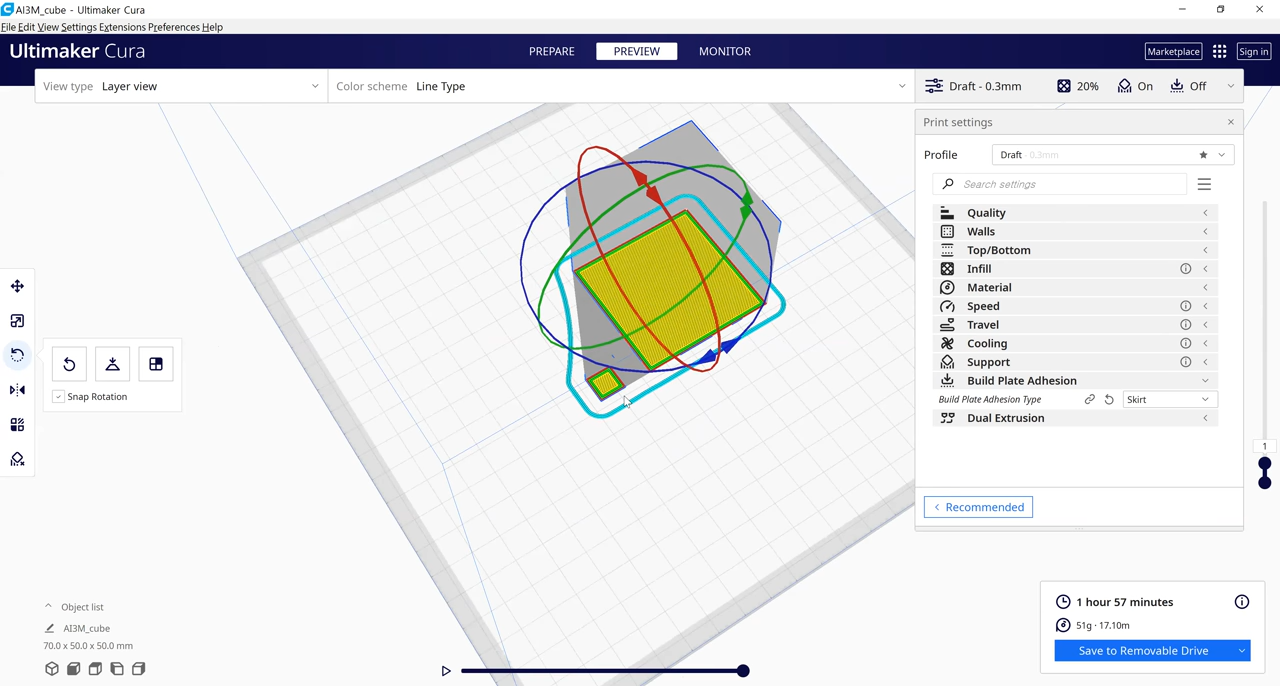 AI3M_cube - Ultimaker Cura
File Edit View Settings Extensions Preferences Help
Ultimaker Cura
PREPARE
PREVIEW
MONITOR
Marketplace
Sign in
View type Layer view
Color scheme Line Type
Draft - 0.3mm
20%
On
Off
Print settings
Profile
Draft - 0.3mm
Search settings
Quality
Walls
Top/Bottom
Infill
Material
Speed
Travel
Cooling
Support
Build Plate Adhesion
Build Plate Adhesion Type
Skirt
Dual Extrusion
Recommended
Snap Rotation
1
Object list
AI3M_cube
70.0 x 50.0 x 50.0 mm
1 hour 57 minutes
51g · 17.10m
Save to Removable Drive